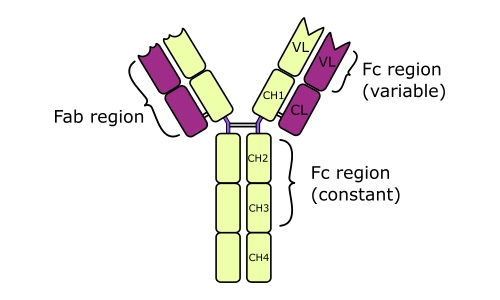 VL
VL
Fc region
(variable)
CH1
CL
Fab region
CH2
Fc region
(constant)
CH3
CH4